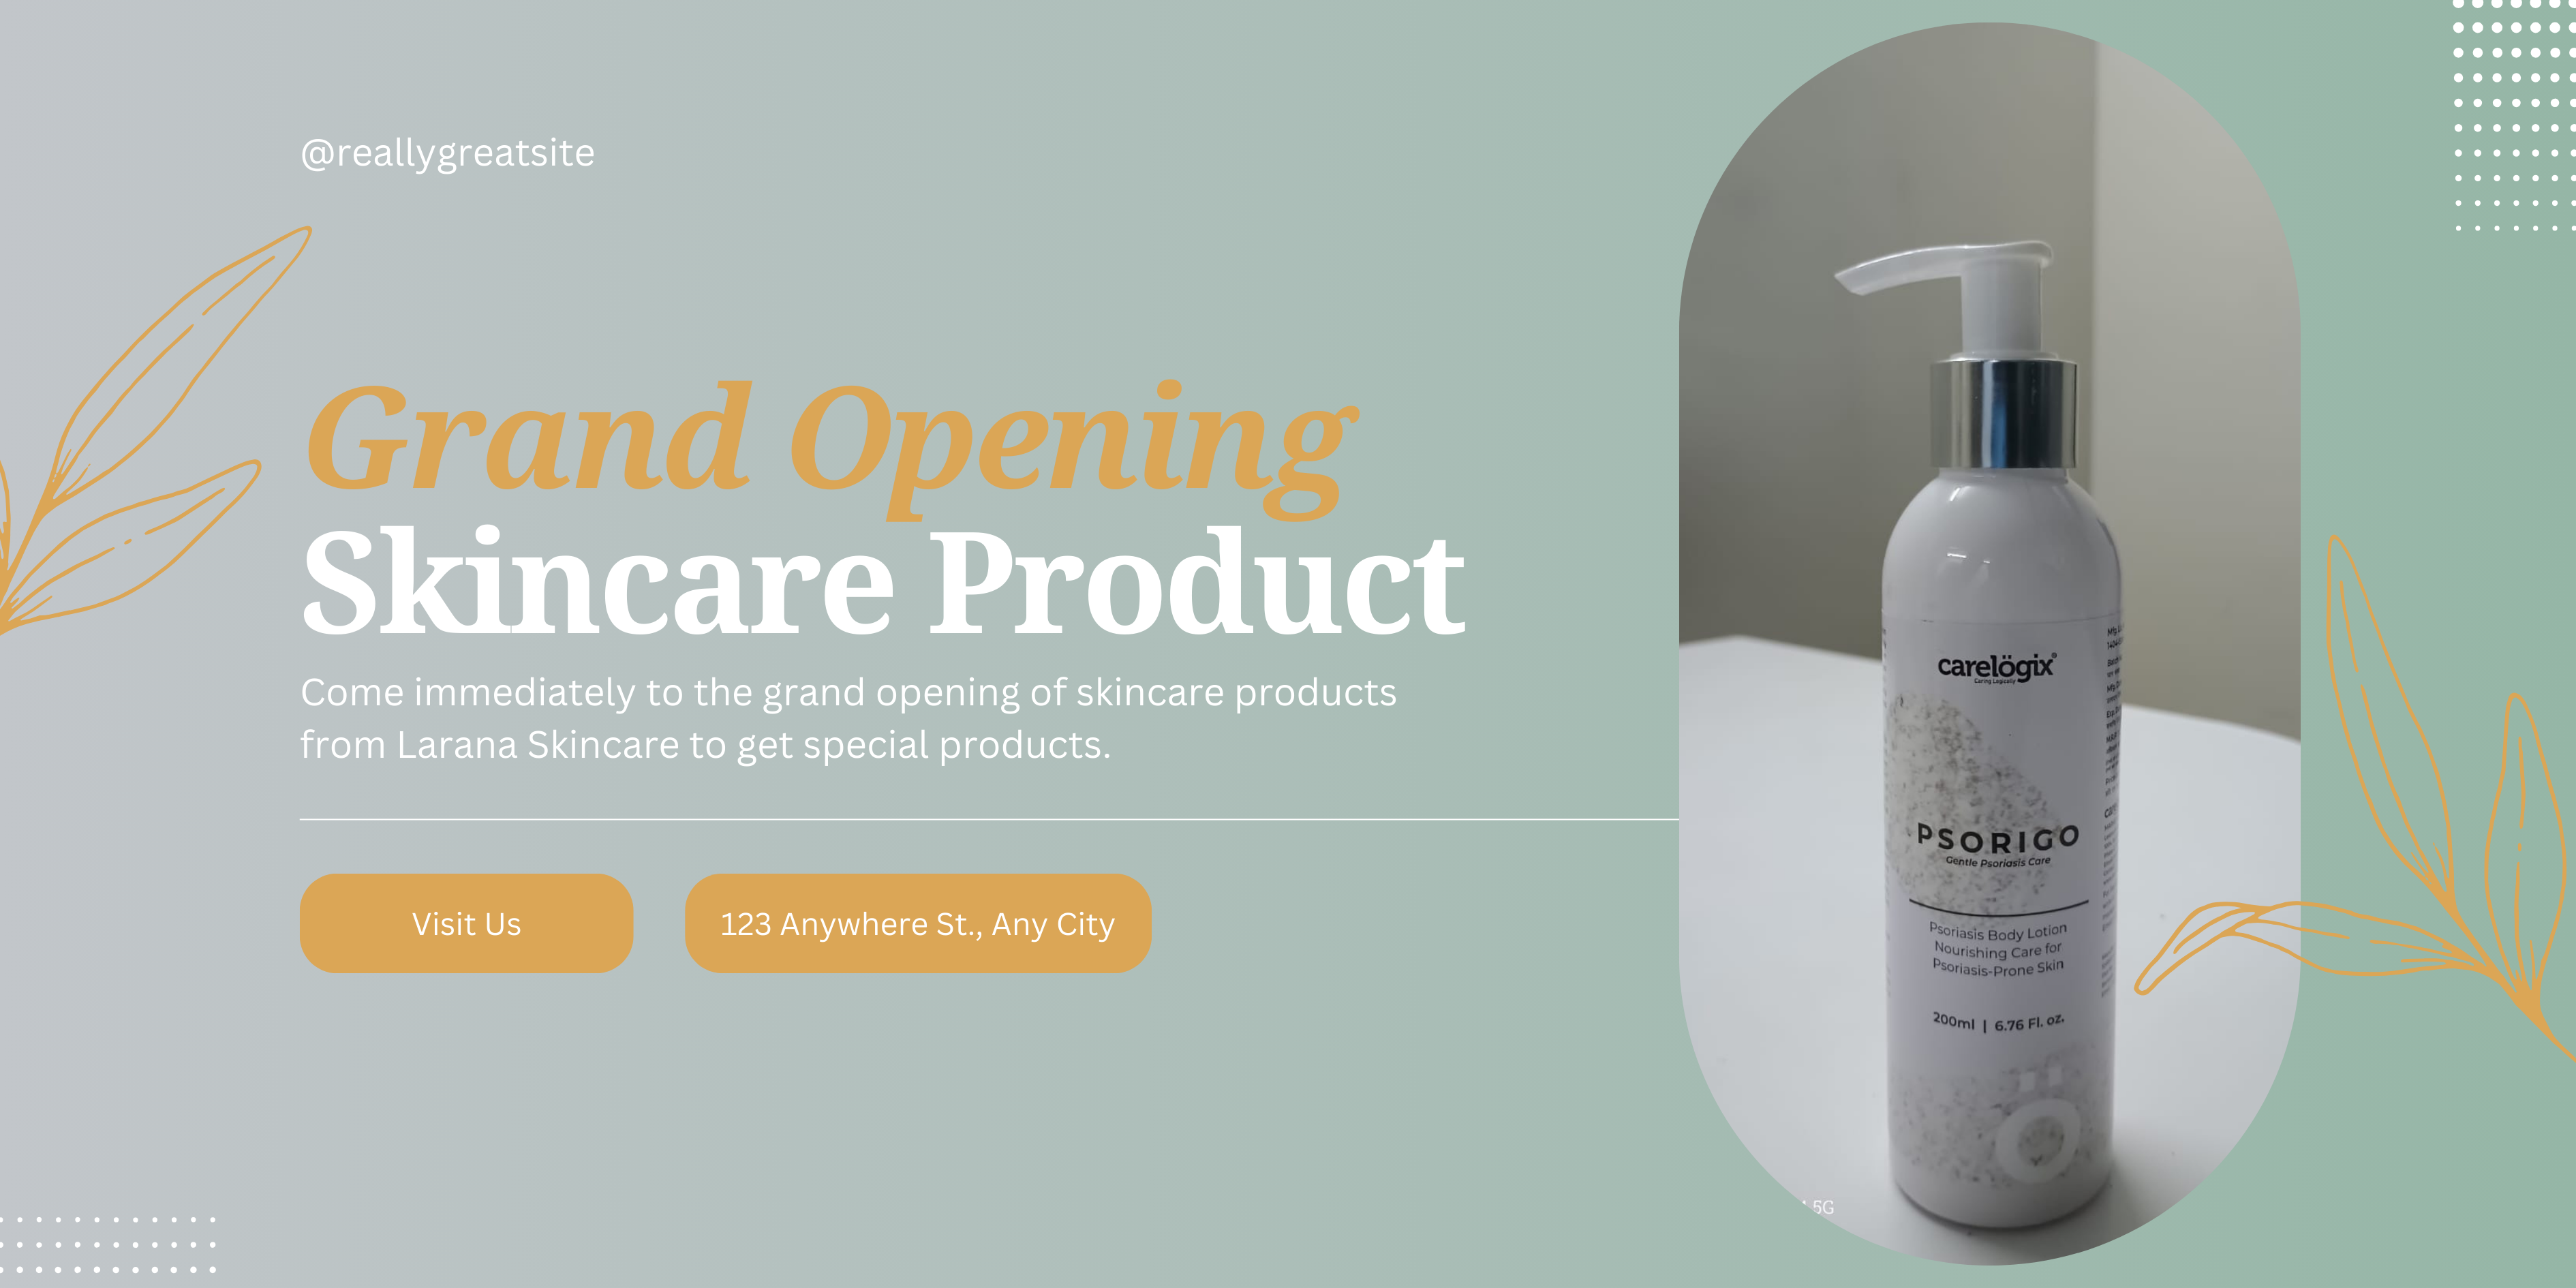 @reallygreatsite
Grand Opening
Skincare Product
Come immediately to the grand opening of skincare products
from Larana Skincare to get special products.
Visit Us
123 Anywhere St., Any City
carelögix®
Caring Logically
PSORIGO
Gentle Psoriasis Care
Psoriasis Body Lotion
Nourishing Care for
Psoriasis-Prone Skin
200ml | 6.76 Fl. oz.
5G